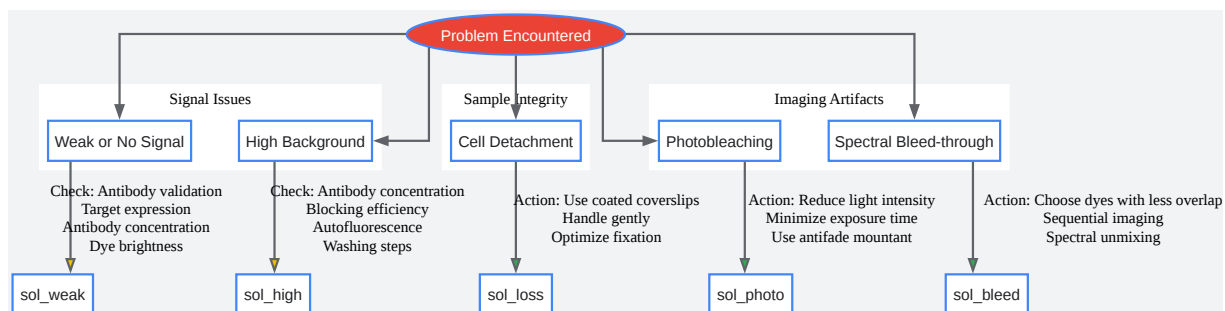 Problem Encountered
Signal Issues
Sample Integrity
Imaging Artifacts
Weak or No Signal
High Background
Cell Detachment
Photobleaching
Spectral Bleed-through
Check: Antibody validation
Target expression
Antibody concentration
Dye brightness
Check: Antibody concentration
Blocking efficiency
Autofluorescence
Washing steps
Action: Use coated coverslips
Handle gently
Optimize fixation
Action: Reduce light intensity
Minimize exposure time
Use antifade mountant
Action: Choose dyes with less overlap
Sequential imaging
Spectral unmixing
sol_weak
sol_high
sol_loss
sol_photo
sol_bleed